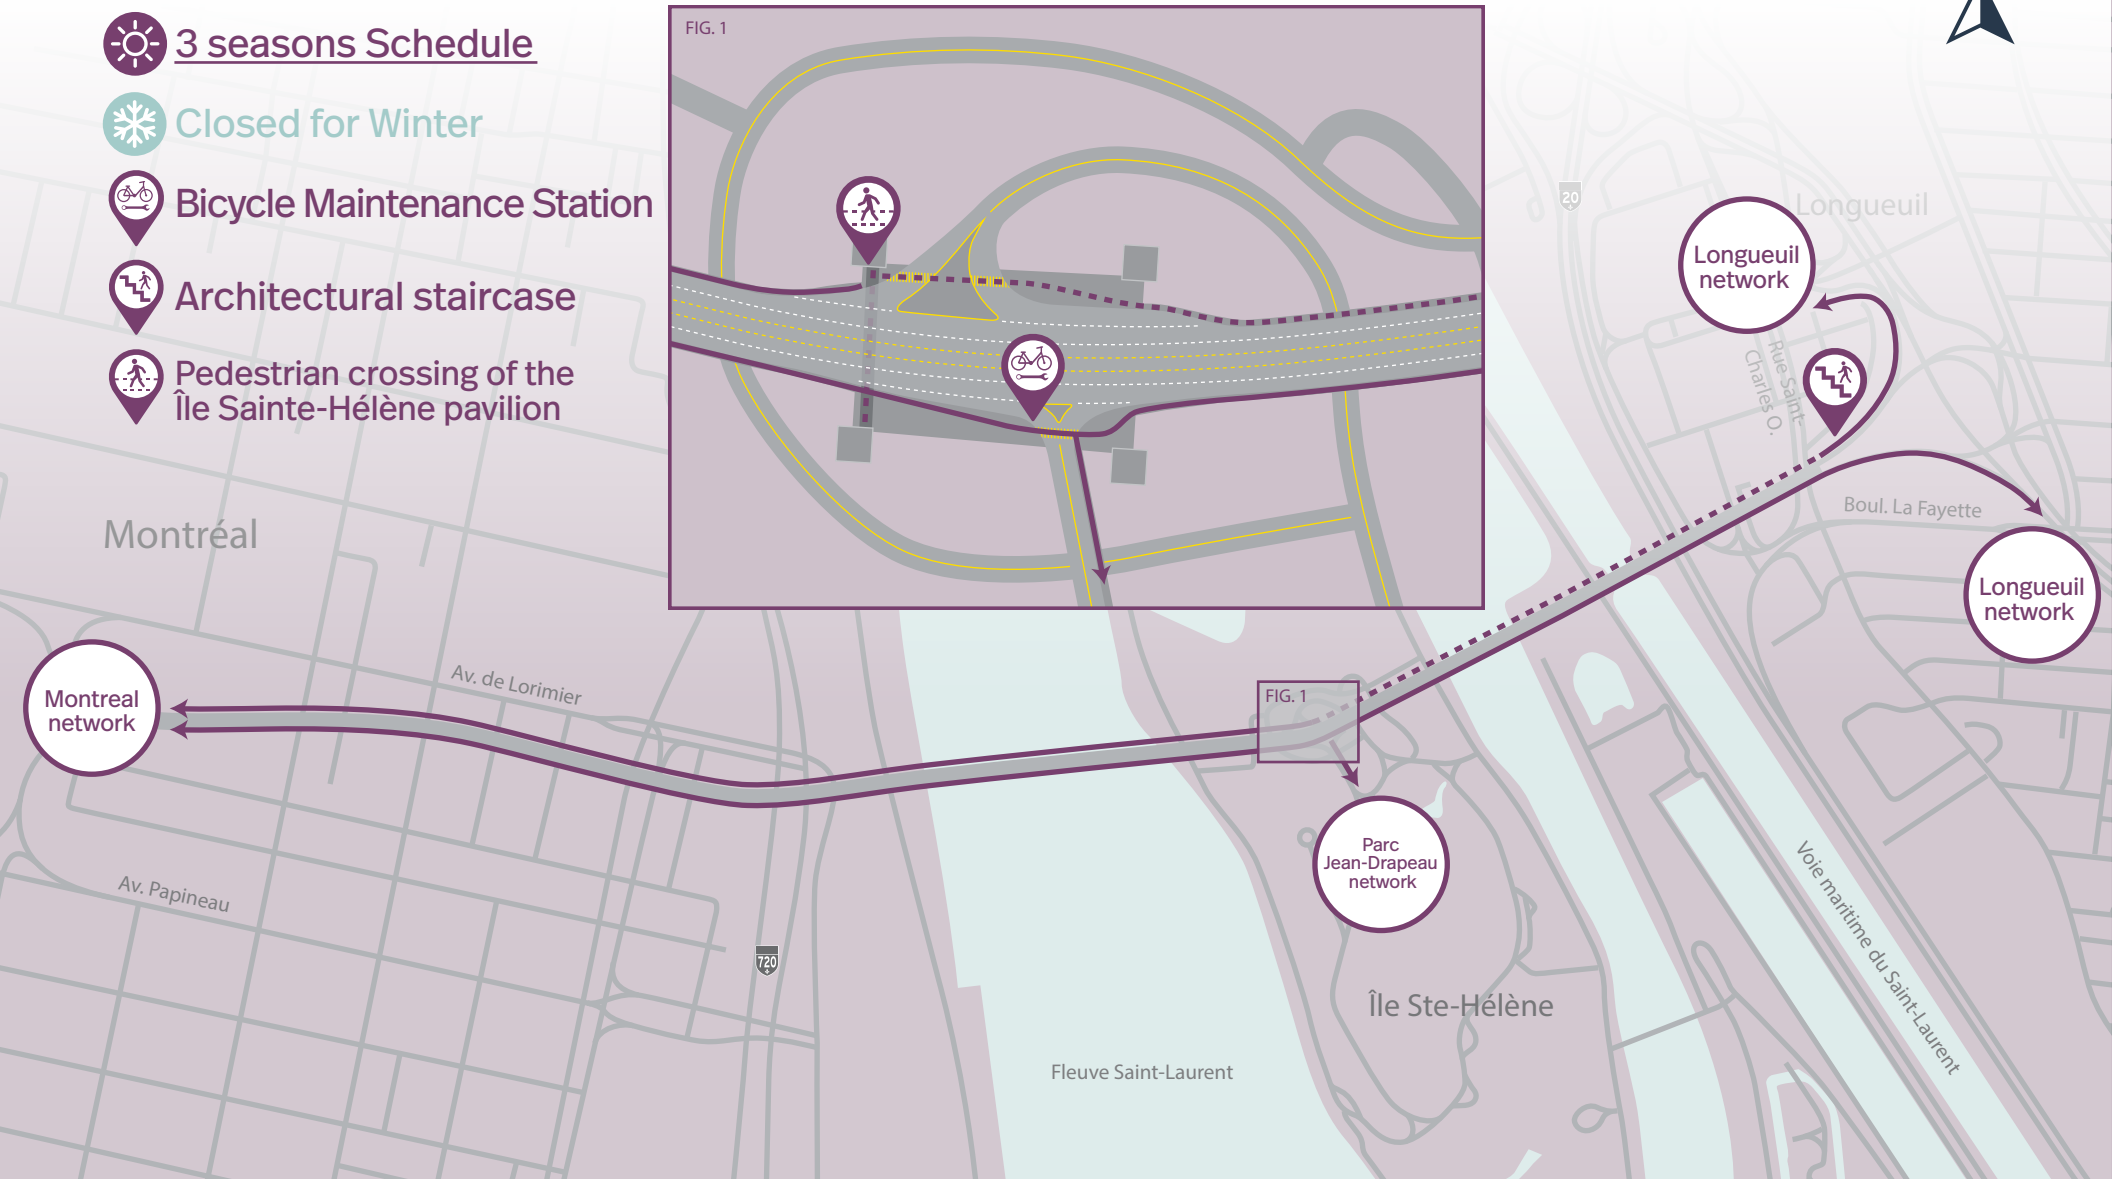 3 seasons Schedule
Closed for Winter
Bicycle Maintenance Station
Architectural staircase
Pedestrian crossing of the
Île Sainte-Hélène pavilion
FIG. 1
20
Longueuil
Longueuil
network
Rue Saint-
Charles O.
Boul. La Fayette
Longueuil
network
Montréal
Av. de Lorimier
Montreal
network
FIG. 1
Parc
Jean-Drapeau
network
Av. Papineau
720
Île Ste-Hélène
Voie maritime du Saint-Laurent
Fleuve Saint-Laurent